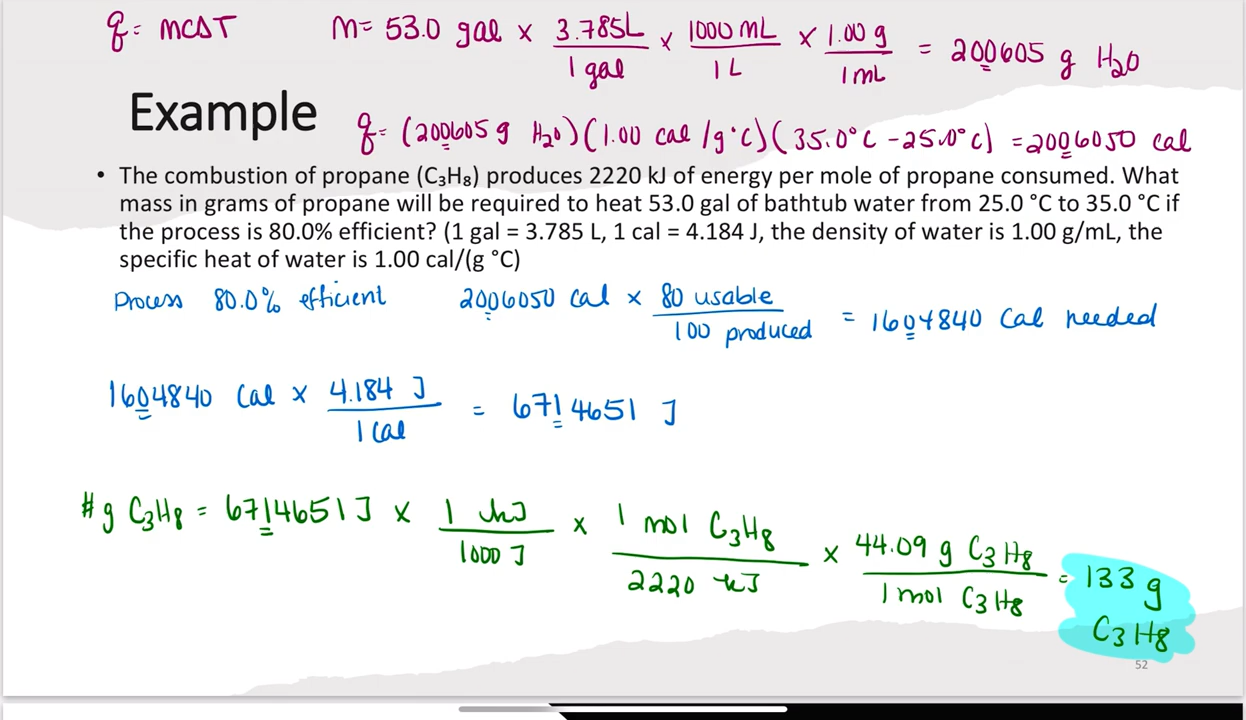 q = mCΔT   m = 53.0 gal × 3.785L / 1 gal × 1000 mL / 1 L × 1.00 g / 1 mL = 200605 g H₂O
Example
q = (200605 g H₂O)(1.00 cal /g°C)(35.0°C - 25.0°C) = 2006050 cal
• The combustion of propane (C₃H₈) produces 2220 kJ of energy per mole of propane consumed. What
mass in grams of propane will be required to heat 53.0 gal of bathtub water from 25.0 °C to 35.0 °C if
the process is 80.0% efficient? (1 gal = 3.785 L, 1 cal = 4.184 J, the density of water is 1.00 g/mL, the
specific heat of water is 1.00 cal/(g °C)
Process 80.0% efficient   2006050 cal × 80 usable / 100 produced = 1604840 cal needed
1604840 cal × 4.184 J / 1 cal = 6714651 J
# g C₃H₈ = 6714651 J × 1 kJ / 1000 J × 1 mol C₃H₈ / 2220 kJ × 44.09 g C₃H₈ / 1 mol C₃H₈ = 133 g
C₃H₈
52